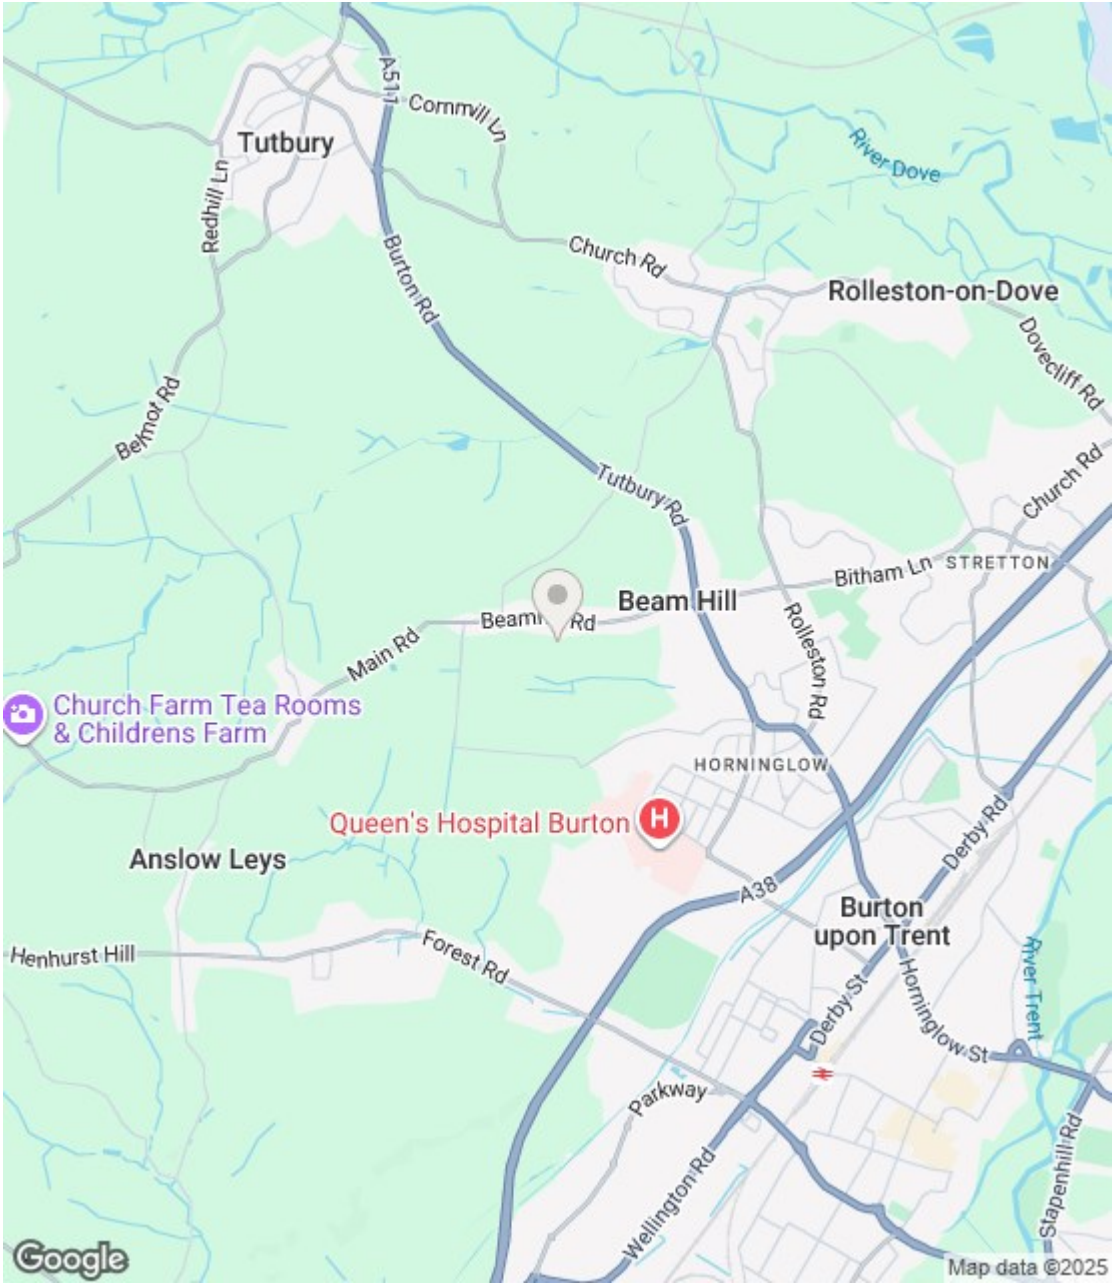 A511
Cornmill Ln
Tutbury
River Dove
Redhill Ln
Burton Rd
Church Rd
Rolleston-on-Dove
Dovecliff Rd
Belmot Rd
Tutbury Rd
Church Rd
Bitham Ln
STRETTON
Beam Hill
Rd
Main Rd
Rolleston Rd
Church Farm Tea Rooms
& Childrens Farm
HORNINGLOW
Queen's Hospital Burton
H
Derby Rd
Anslow Leys
A38
Burton
upon Trent
Henhurst Hill
Forest Rd
River Trent
Derby St
Horninglow St
Parkway
Stapenhill Rd
Wellington Rd
Google
Map data ©2025